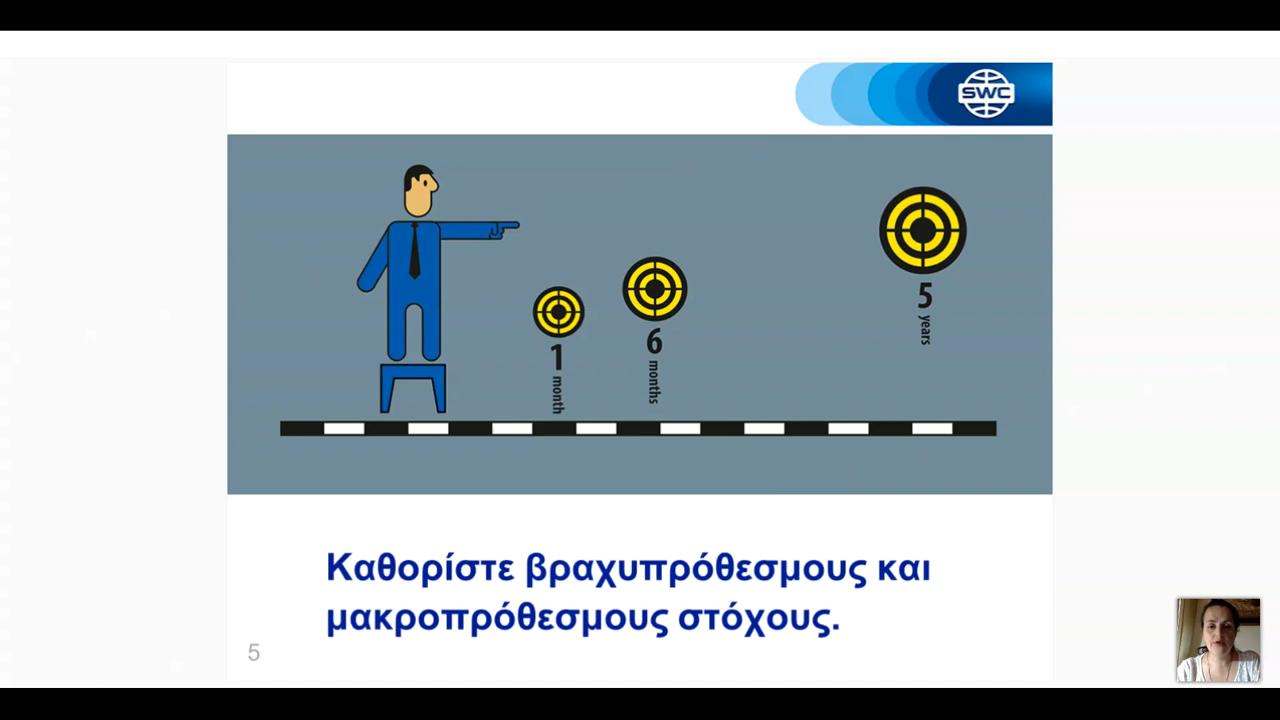 SWC
1
month
6
months
5
years
Καθορίστε βραχυπρόθεσμους και
μακροπρόθεσμους στόχους.
5